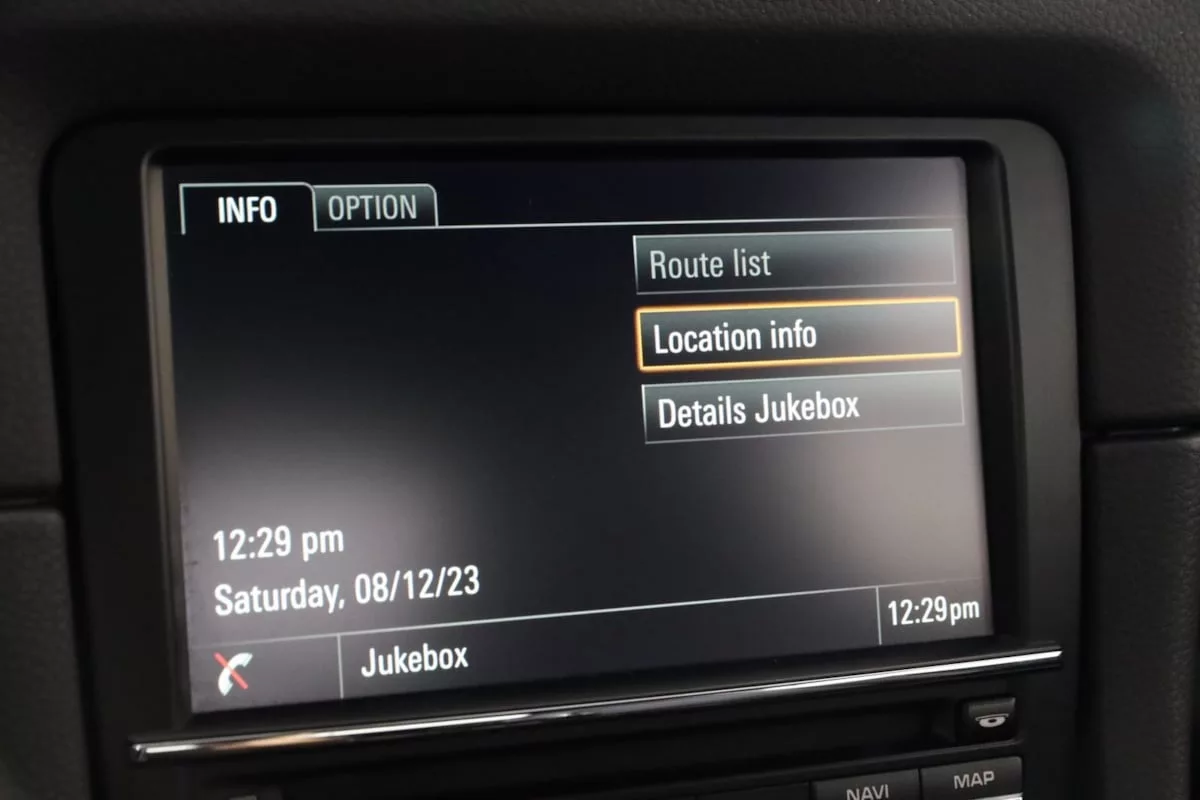 INFO OPTION
Route list
Location info
Details Jukebox
12:29 pm
Saturday, 08/12/23
Jukebox 12:29pm
NAVI MAP